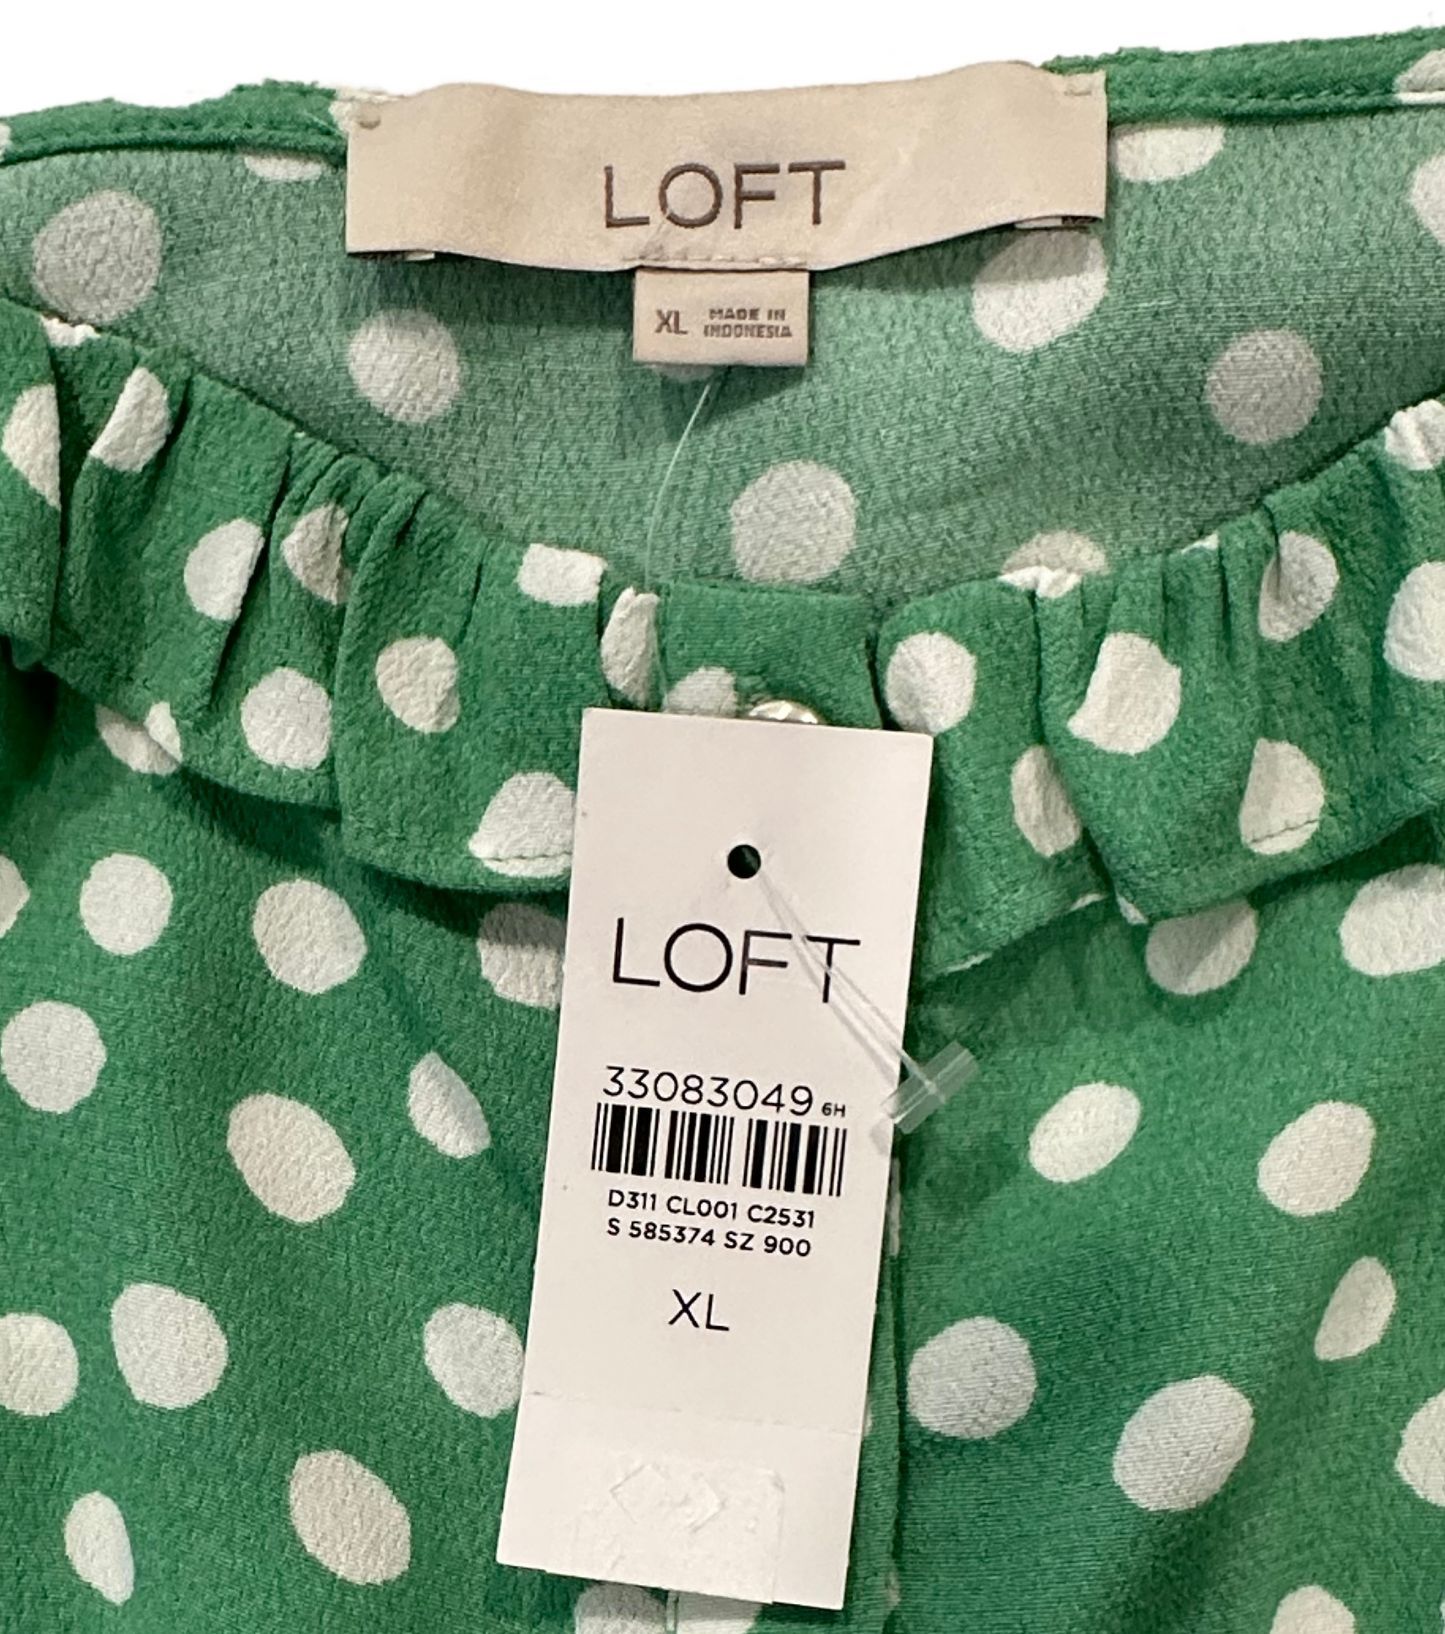 LOFT
XL MADE IN
INDONESIA
LOFT
33083049 6H
D311 CL001 C2531
S 585374 SZ 900
XL